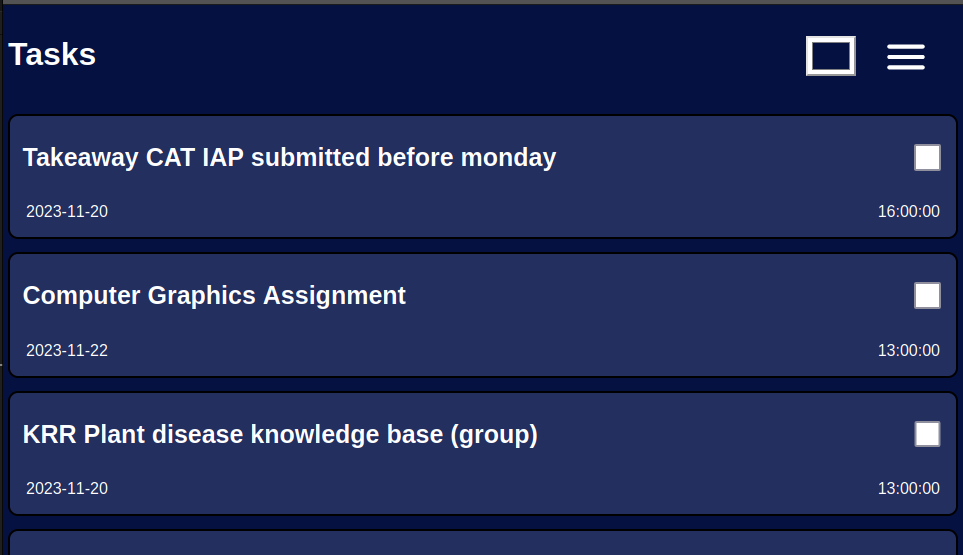 Tasks
Takeaway CAT IAP submitted before monday
2023-11-20 16:00:00
Computer Graphics Assignment
2023-11-22 13:00:00
KRR Plant disease knowledge base (group)
2023-11-20 13:00:00